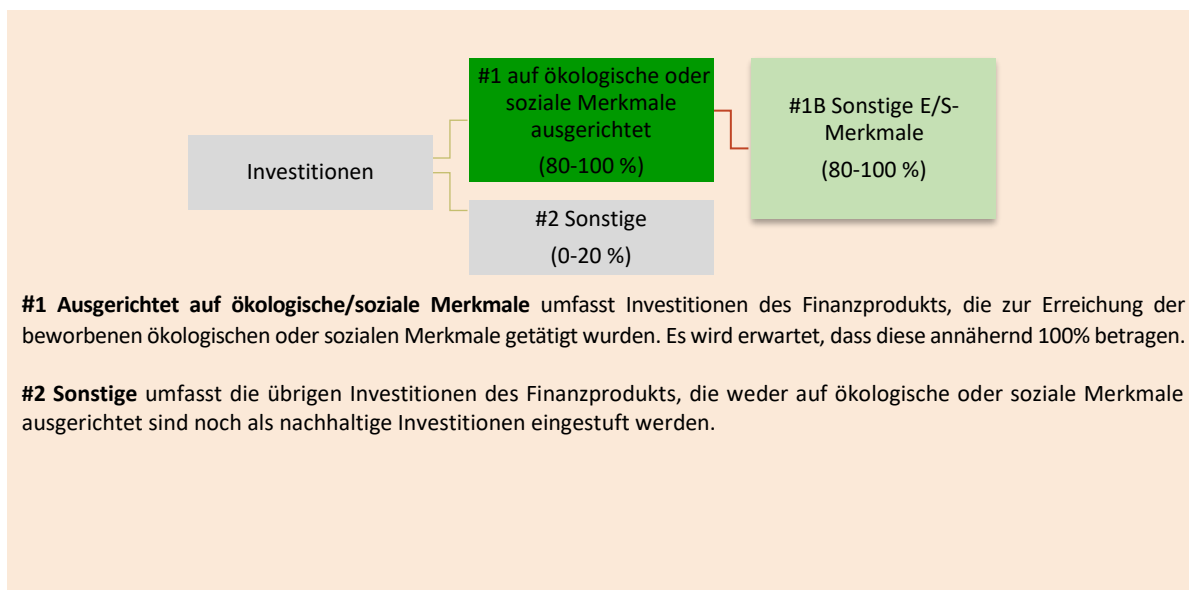 #1 auf ökologische oder
soziale Merkmale
ausgerichtet
(80-100 %)
#1B Sonstige E/S-
Merkmale
(80-100 %)
Investitionen
#2 Sonstige
(0-20 %)
#1 Ausgerichtet auf ökologische/soziale Merkmale umfasst Investitionen des Finanzprodukts, die zur Erreichung der
beworbenen ökologischen oder sozialen Merkmale getätigt wurden. Es wird erwartet, dass diese annähernd 100% betragen.
#2 Sonstige umfasst die übrigen Investitionen des Finanzprodukts, die weder auf ökologische oder soziale Merkmale
ausgerichtet sind noch als nachhaltige Investitionen eingestuft werden.